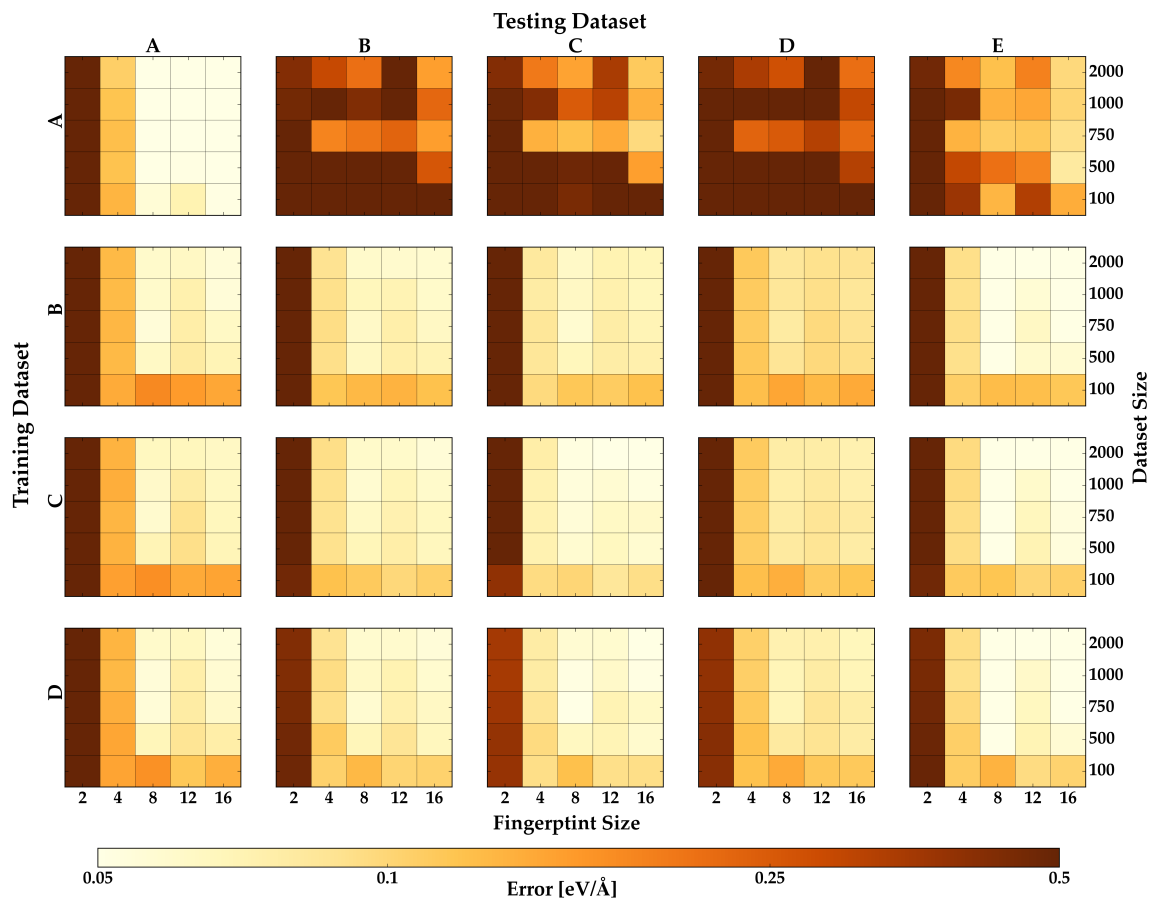 Testing Dataset
A B C D E
Training Dataset
A
2000
1000
750
500
100
B
2000
1000
750
500
100
Dataset Size
C
2000
1000
750
500
100
D
2000
1000
750
500
100
2 4 8 12 16 2 4 8 12 16 2 4 8 12 16 2 4 8 12 16 2 4 8 12 16
Fingerptint Size
0.05 0.1 0.25 0.5
Error [eV/Å]